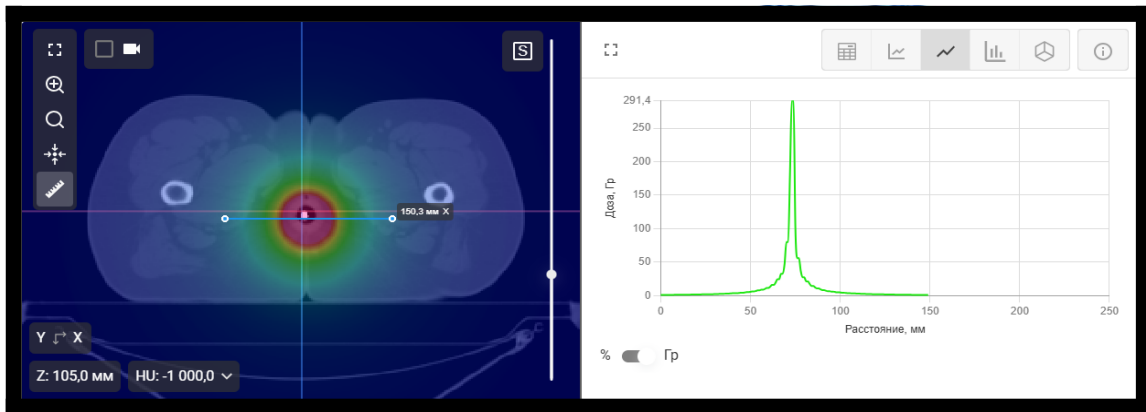 S
150,3 мм X
Y X
Z: 105,0 мм
HU: -1 000,0
291,4
250
200
150
100
50
0
Доза, Гр
0 50 100 150 200 250
Расстояние, мм
% Гр